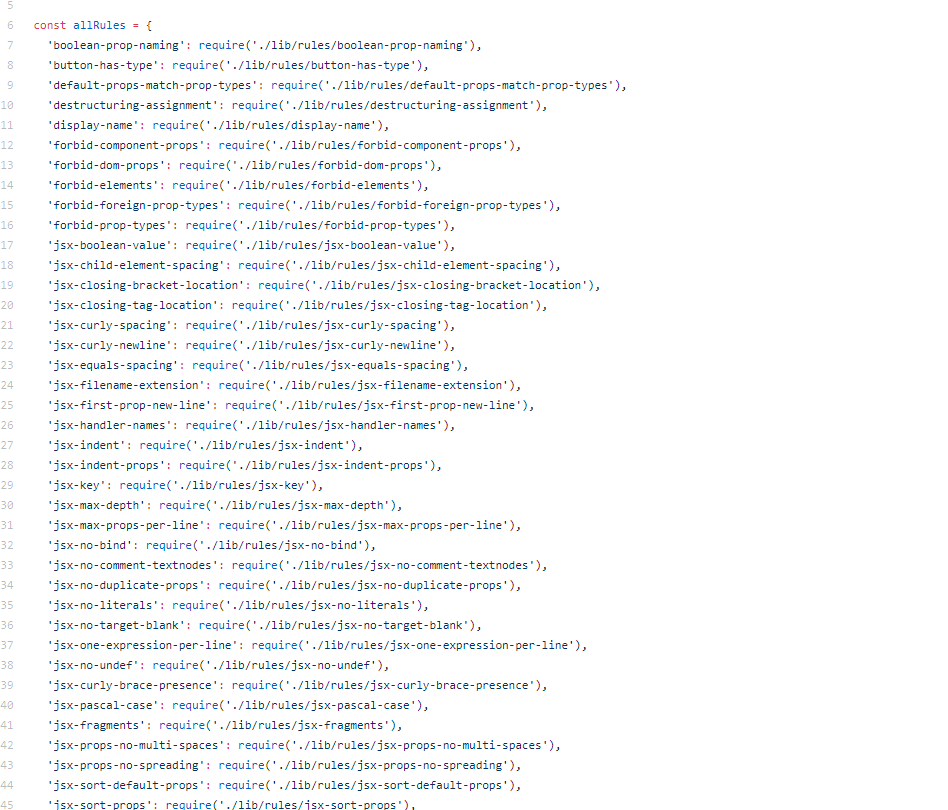 5
6 const allRules = {
7 'boolean-prop-naming': require('./lib/rules/boolean-prop-naming'),
8 'button-has-type': require('./lib/rules/button-has-type'),
9 'default-props-match-prop-types': require('./lib/rules/default-props-match-prop-types'),
10 'destructuring-assignment': require('./lib/rules/destructuring-assignment'),
11 'display-name': require('./lib/rules/display-name'),
12 'forbid-component-props': require('./lib/rules/forbid-component-props'),
13 'forbid-dom-props': require('./lib/rules/forbid-dom-props'),
14 'forbid-elements': require('./lib/rules/forbid-elements'),
15 'forbid-foreign-prop-types': require('./lib/rules/forbid-foreign-prop-types'),
16 'forbid-prop-types': require('./lib/rules/forbid-prop-types'),
17 'jsx-boolean-value': require('./lib/rules/jsx-boolean-value'),
18 'jsx-child-element-spacing': require('./lib/rules/jsx-child-element-spacing'),
19 'jsx-closing-bracket-location': require('./lib/rules/jsx-closing-bracket-location'),
20 'jsx-closing-tag-location': require('./lib/rules/jsx-closing-tag-location'),
21 'jsx-curly-spacing': require('./lib/rules/jsx-curly-spacing'),
22 'jsx-curly-newline': require('./lib/rules/jsx-curly-newline'),
23 'jsx-equals-spacing': require('./lib/rules/jsx-equals-spacing'),
24 'jsx-filename-extension': require('./lib/rules/jsx-filename-extension'),
25 'jsx-first-prop-new-line': require('./lib/rules/jsx-first-prop-new-line'),
26 'jsx-handler-names': require('./lib/rules/jsx-handler-names'),
27 'jsx-indent': require('./lib/rules/jsx-indent'),
28 'jsx-indent-props': require('./lib/rules/jsx-indent-props'),
29 'jsx-key': require('./lib/rules/jsx-key'),
30 'jsx-max-depth': require('./lib/rules/jsx-max-depth'),
31 'jsx-max-props-per-line': require('./lib/rules/jsx-max-props-per-line'),
32 'jsx-no-bind': require('./lib/rules/jsx-no-bind'),
33 'jsx-no-comment-textnodes': require('./lib/rules/jsx-no-comment-textnodes'),
34 'jsx-no-duplicate-props': require('./lib/rules/jsx-no-duplicate-props'),
35 'jsx-no-literals': require('./lib/rules/jsx-no-literals'),
36 'jsx-no-target-blank': require('./lib/rules/jsx-no-target-blank'),
37 'jsx-one-expression-per-line': require('./lib/rules/jsx-one-expression-per-line'),
38 'jsx-no-undef': require('./lib/rules/jsx-no-undef'),
39 'jsx-curly-brace-presence': require('./lib/rules/jsx-curly-brace-presence'),
40 'jsx-pascal-case': require('./lib/rules/jsx-pascal-case'),
41 'jsx-fragments': require('./lib/rules/jsx-fragments'),
42 'jsx-props-no-multi-spaces': require('./lib/rules/jsx-props-no-multi-spaces'),
43 'jsx-props-no-spreading': require('./lib/rules/jsx-props-no-spreading'),
44 'jsx-sort-default-props': require('./lib/rules/jsx-sort-default-props'),
45 'jsx-sort-props': require('./lib/rules/jsx-sort-props'),